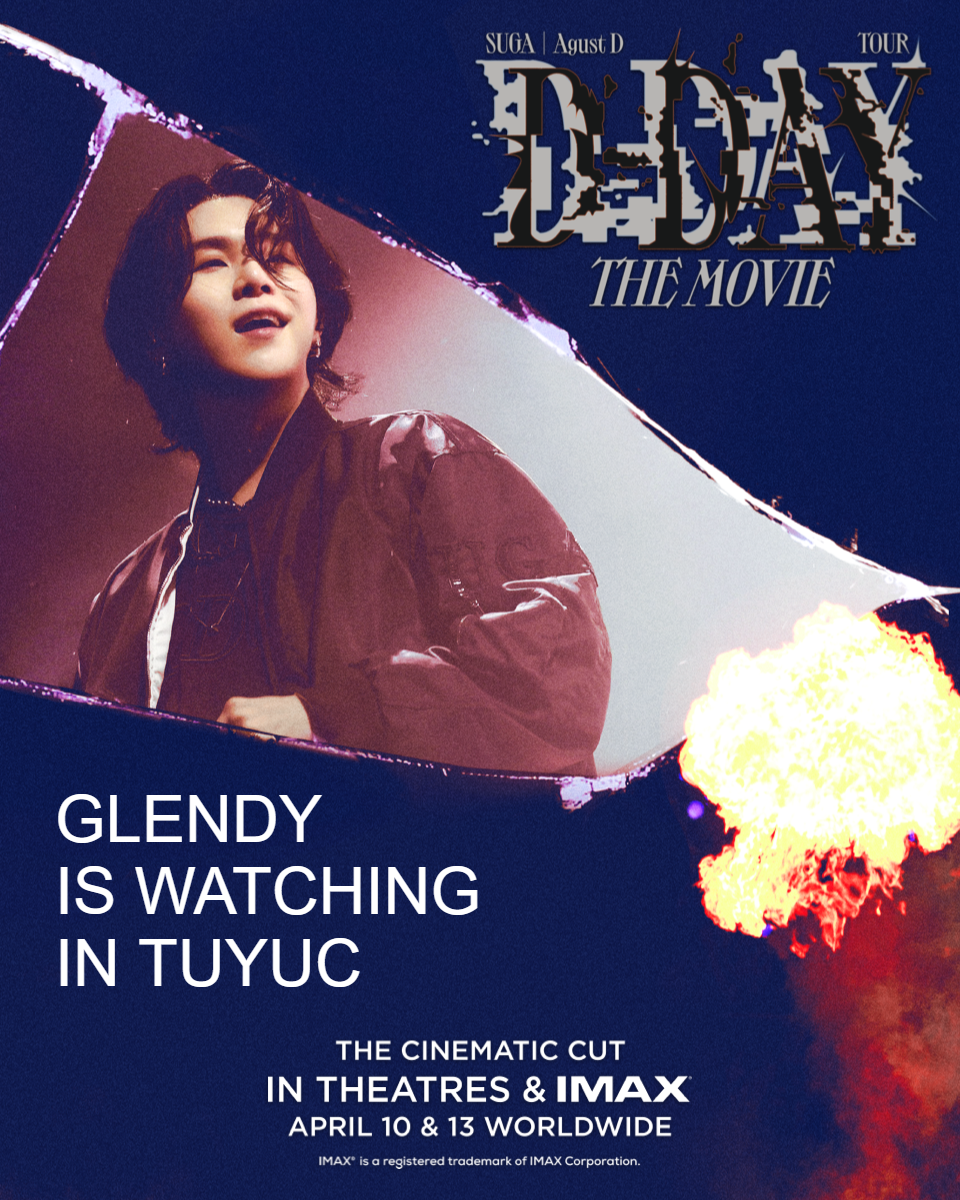 SUGA | Agust D TOUR
D-DAY
THE MOVIE
GLENDY
IS WATCHING
IN TUYUC
THE CINEMATIC CUT
IN THEATRES & IMAX®
APRIL 10 & 13 WORLDWIDE
IMAX® is a registered trademark of IMAX Corporation.